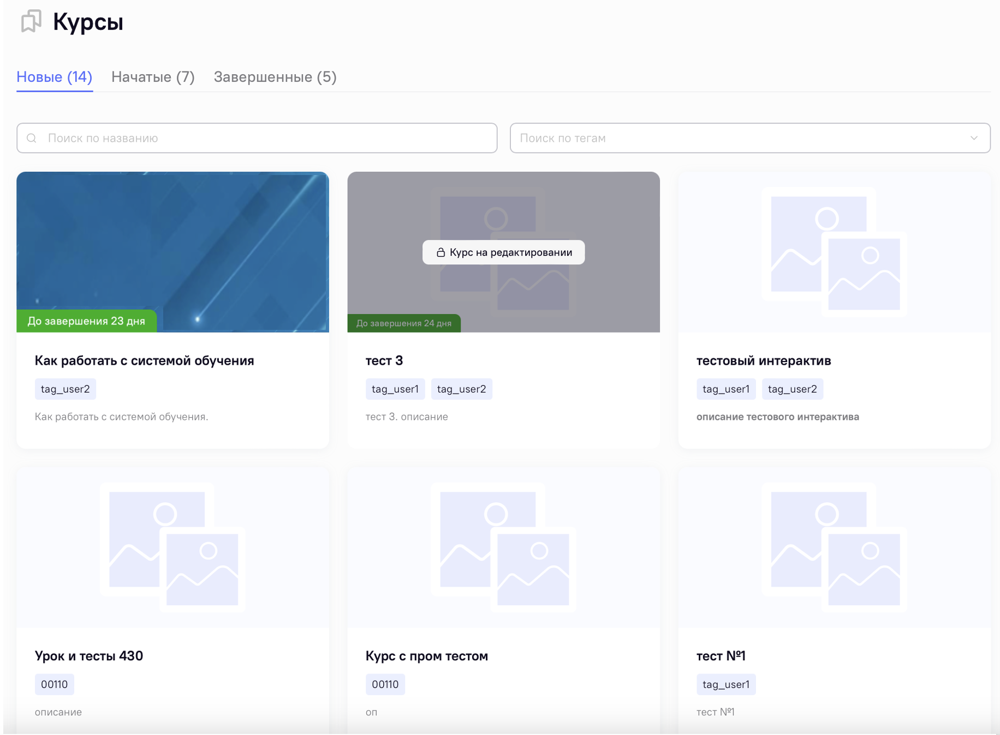 Курсы
Новые (14)
Начатые (7)
Завершенные (5)
Поиск по названию
Поиск по тегам
До завершения 23 дня
Как работать с системой обучения
tag_user2
Как работать с системой обучения.
Курс на редактировании
До завершения 24 дня
тест 3
tag_user1 tag_user2
тест 3. описание
тестовый интерактив
tag_user1 tag_user2
описание тестового интерактива
Урок и тесты 430
00110
описание
Курс с пром тестом
00110
оп
тест №1
tag_user1
тест №1